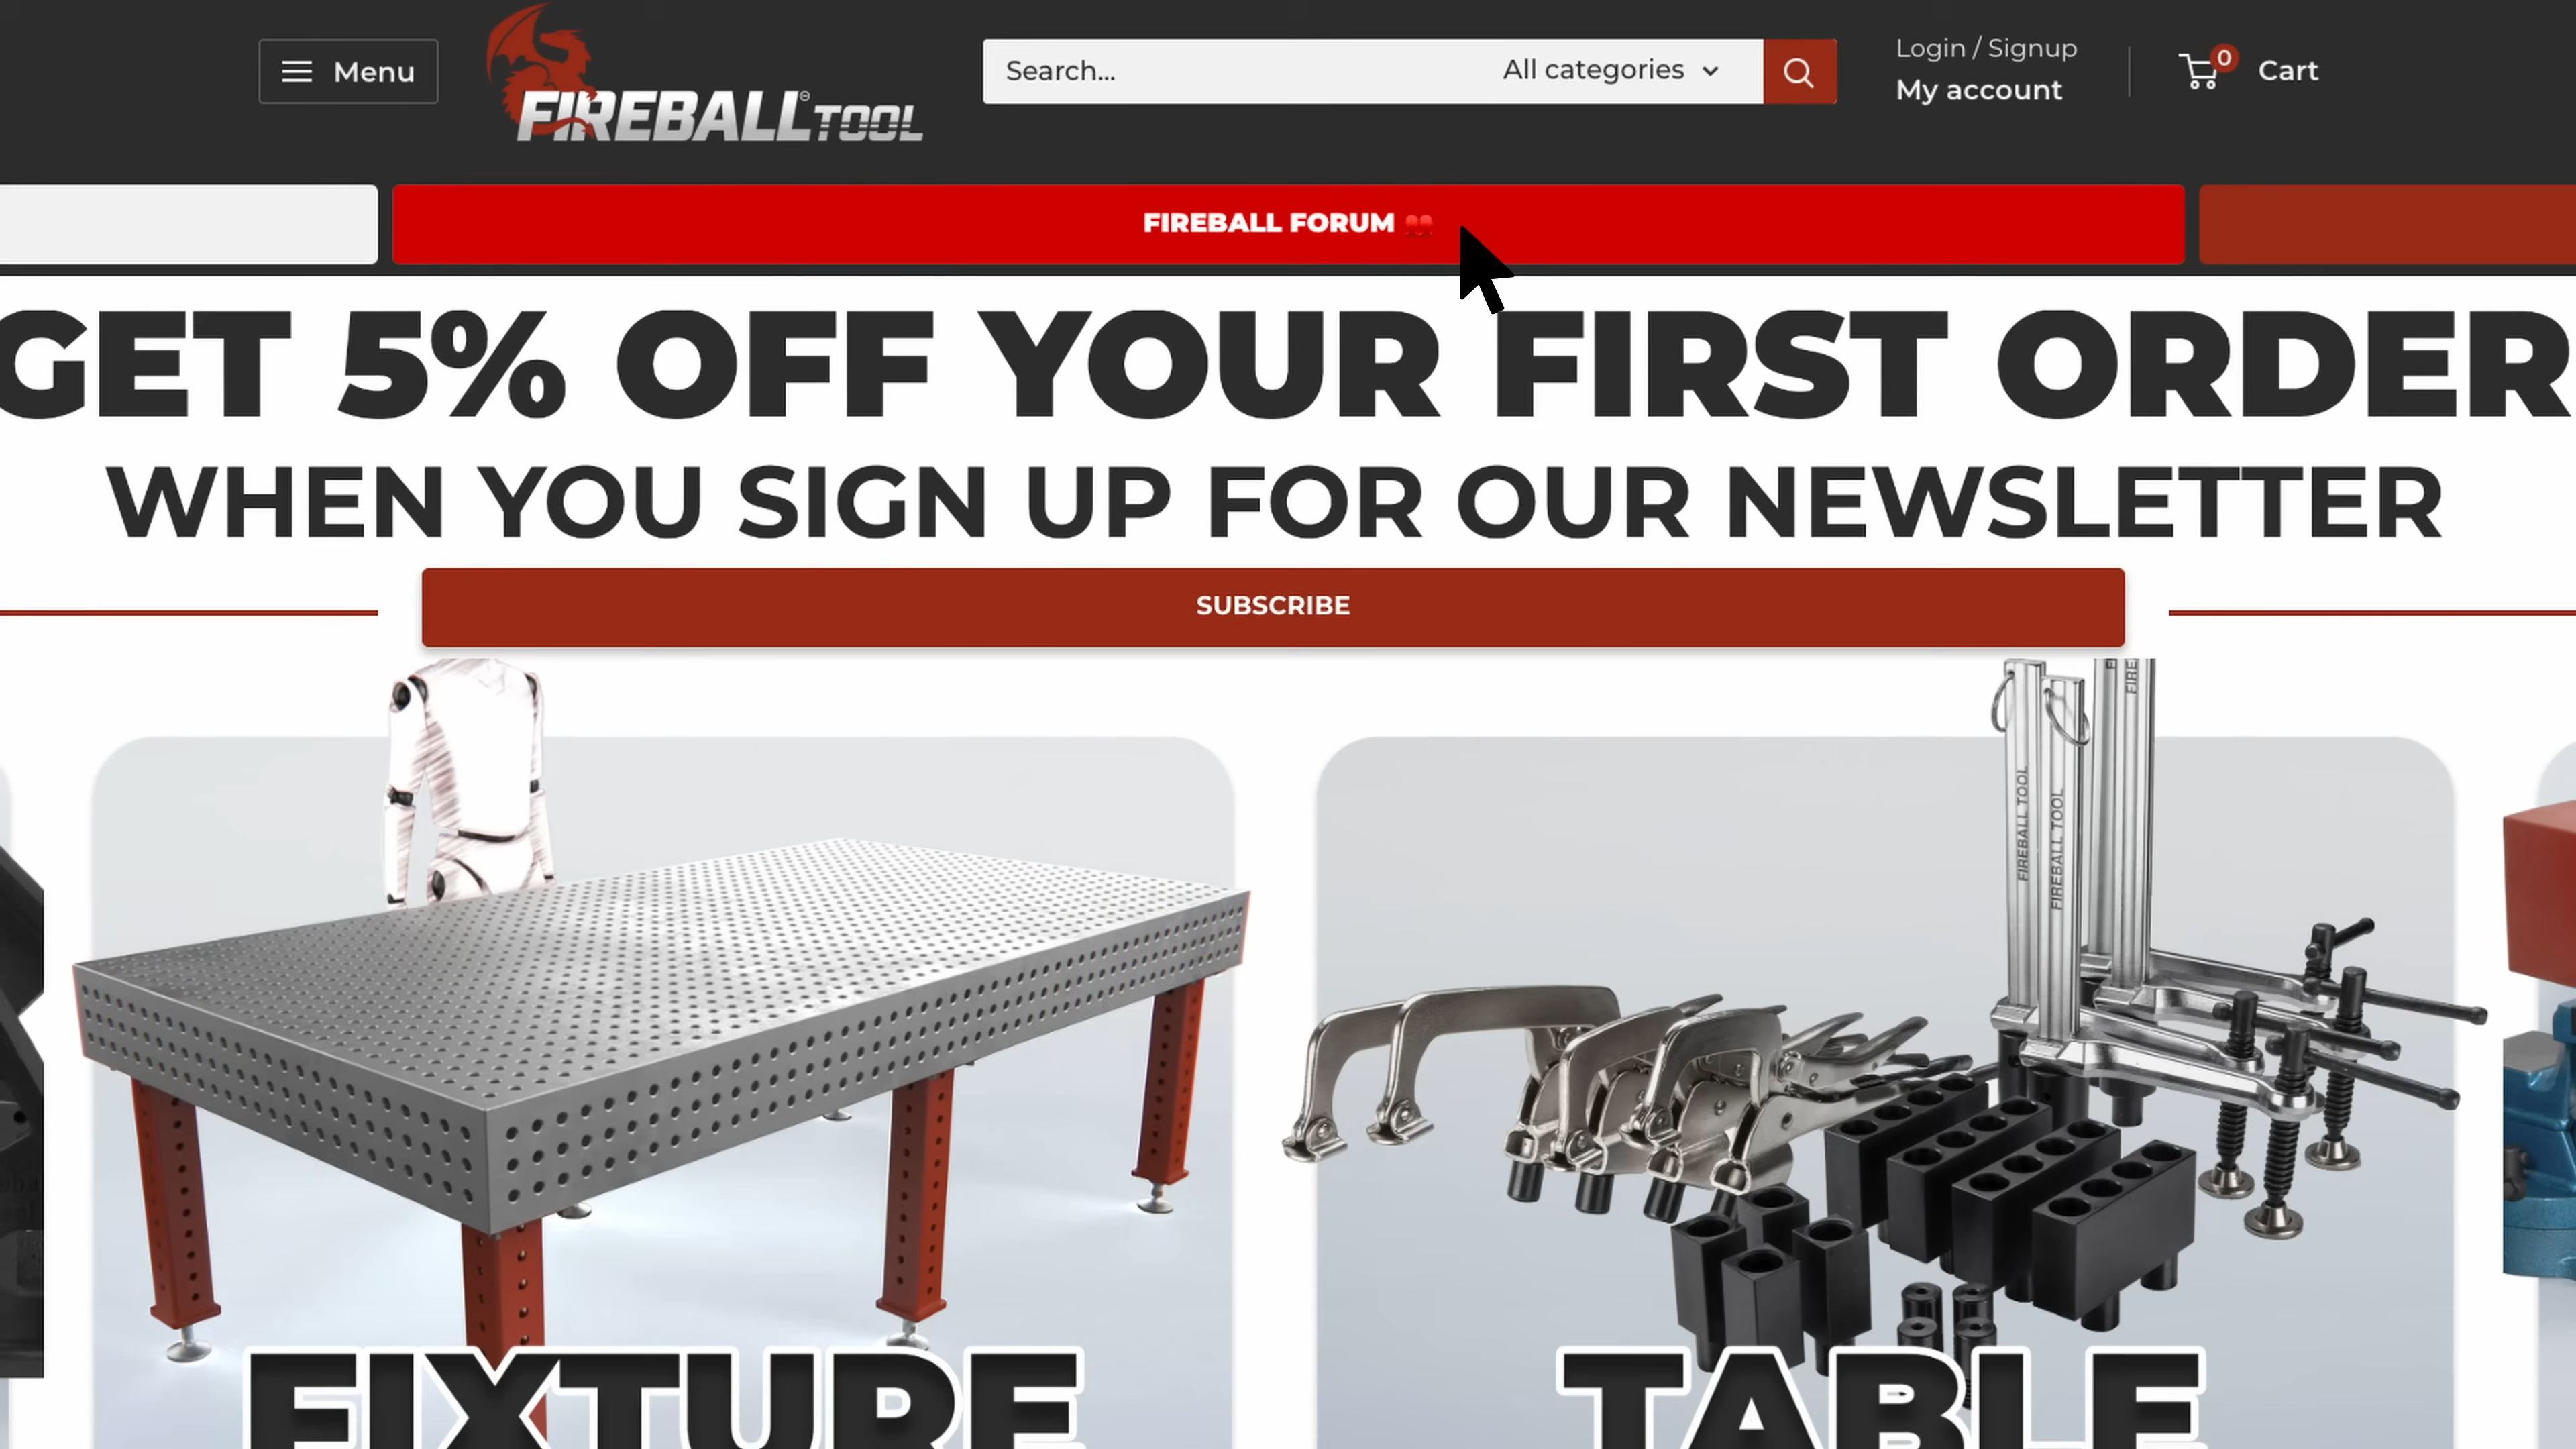 Menu
FIREBALL TOOL
Search...
All categories
Login / Signup
My account
0
Cart
FIREBALL FORUM
GET 5% OFF YOUR FIRST ORDER
WHEN YOU SIGN UP FOR OUR NEWSLETTER
SUBSCRIBE
FIRE
FIREBALL TOOL
FIREBALL TOOL
FIXTURE
TABLE